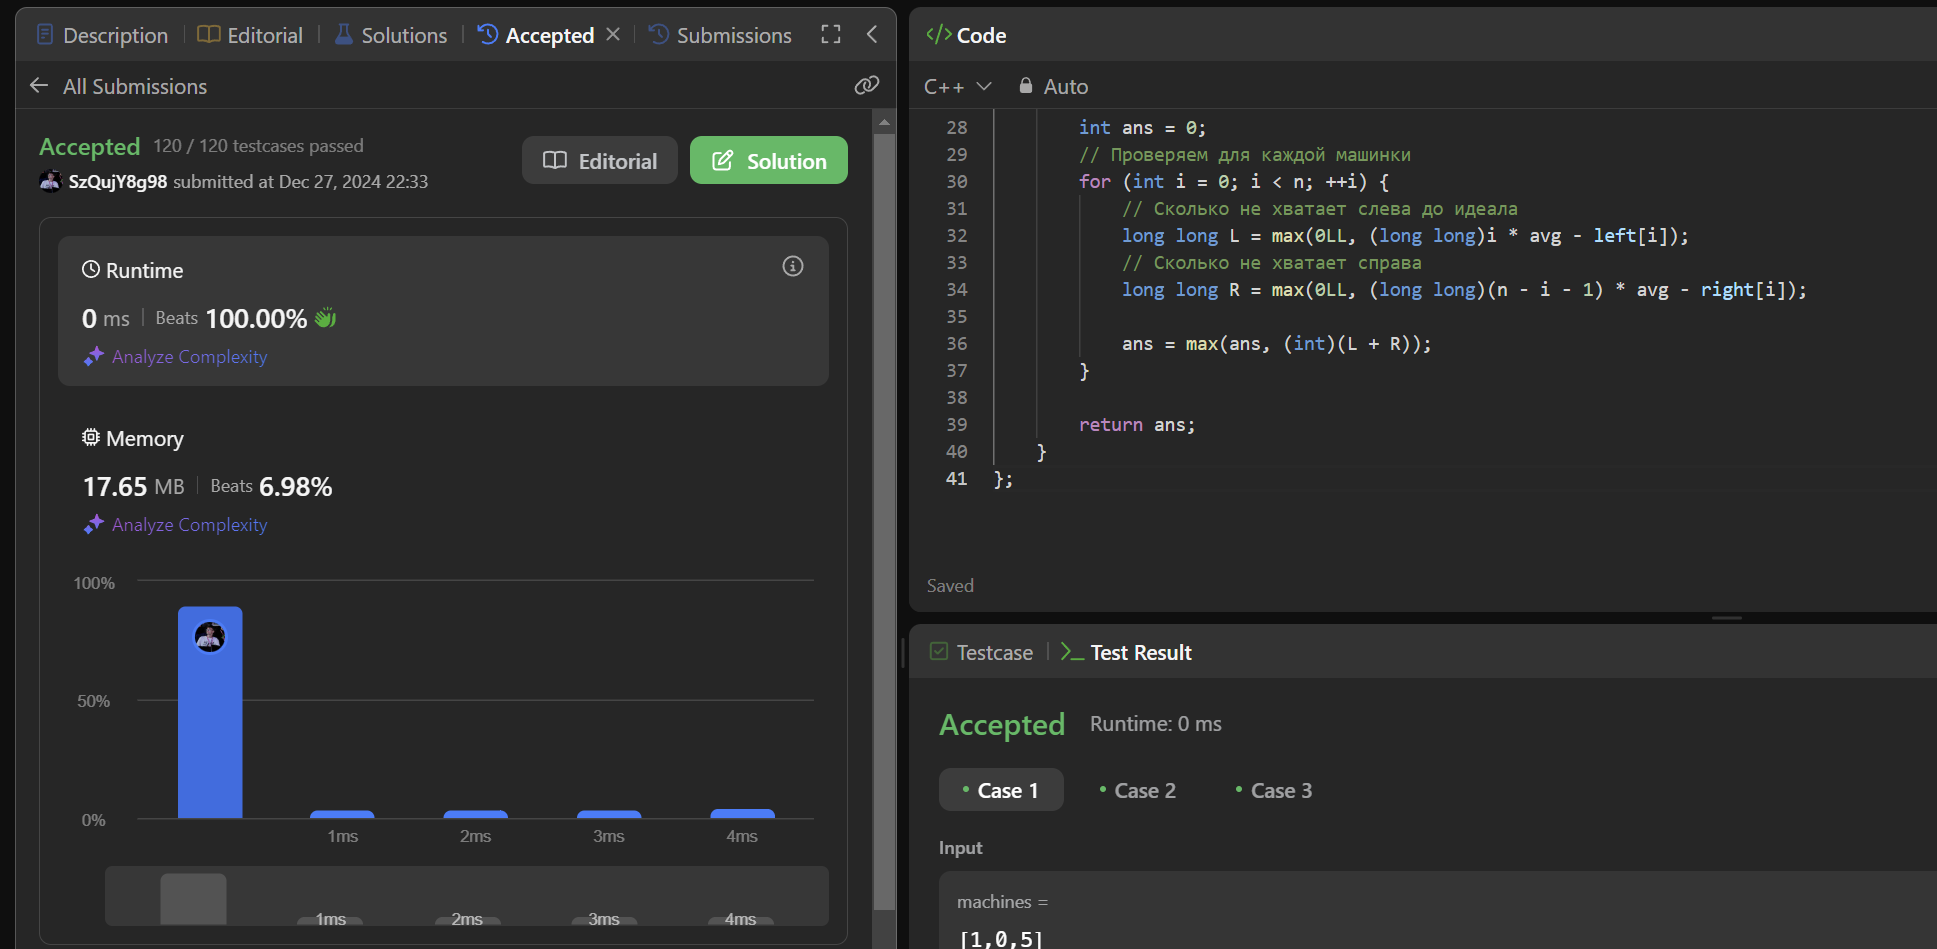 Description
Editorial
Solutions
Accepted
Submissions
All Submissions
Accepted 120 / 120 testcases passed
SzQujY8g98 submitted at Dec 27, 2024 22:33
Editorial
Solution
Runtime
0 ms Beats 100.00%
Analyze Complexity
Memory
17.65 MB Beats 6.98%
Analyze Complexity
100%
50%
0%
1ms 2ms 3ms 4ms
1ms 2ms 3ms 4ms
</> Code
C++ Auto
28 int ans = 0;
29 // Проверяем для каждой машинки
30 for (int i = 0; i < n; ++i) {
31 // Сколько не хватает слева до идеала
32 long long L = max(0LL, (long long)i * avg - left[i]);
33 // Сколько не хватает справа
34 long long R = max(0LL, (long long)(n - i - 1) * avg - right[i]);
35
36 ans = max(ans, (int)(L + R));
37 }
38
39 return ans;
40 }
41 };
Saved
Testcase
Test Result
Accepted Runtime: 0 ms
Case 1
Case 2
Case 3
Input
machines =
[1,0,5]